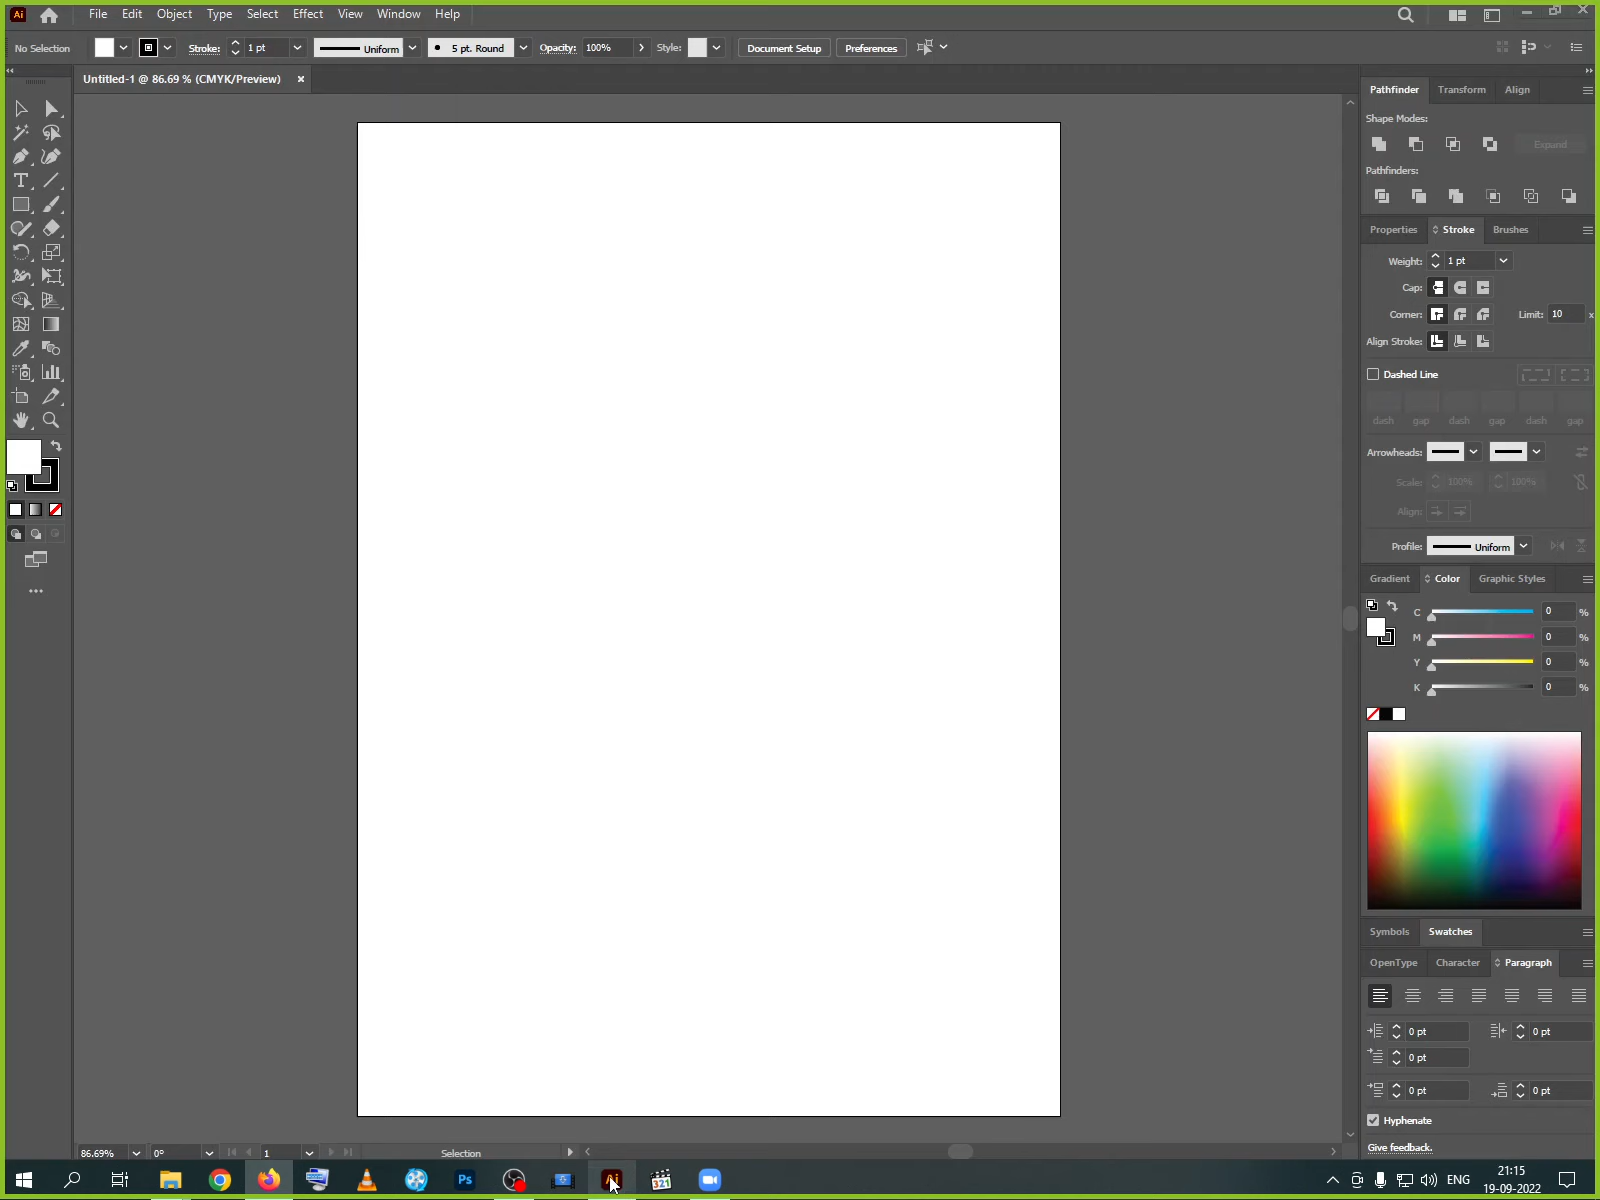 Ai File Edit Object Type Select Effect View Window Help
No Selection Stroke: 1 pt Uniform 5 pt. Round Opacity: 100% Style: Document Setup Preferences
Untitled-1 @ 86.69 % (CMYK/Preview) ×
Pathfinder Transform Align
Shape Modes:
Expand
Pathfinders:
Properties Stroke Brushes
Weight: 1 pt
Cap:
Corner: Limit: 10 x
Align Stroke:
Dashed Line
dash gap dash gap dash gap
Arrowheads:
Scale: 100% 100%
Align:
Profile: Uniform
Gradient Color Graphic Styles
C 0 %
M 0 %
Y 0 %
K 0 %
Symbols Swatches
OpenType Character Paragraph
0 pt 0 pt
0 pt
0 pt 0 pt
Hyphenate
Give feedback.
86.69% 0° 1 Selection
Ps Ai 321 ENG 21:15
19-09-2022